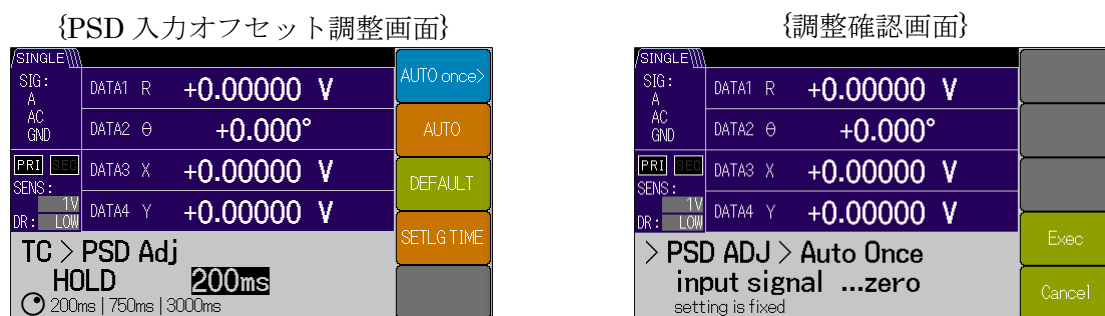 {PSD 入力オフセット調整画面}
/SINGLE\\\
SIG:
A
AC
GND
DATA1 R +0.00000 V
DATA2 θ +0.000°
PRI SEC
SENS:
1V
DR: LOW
DATA3 X +0.00000 V
DATA4 Y +0.00000 V
TC > PSD Adj
HOLD 200ms
200ms | 750ms | 3000ms
AUTO once>
AUTO
DEFAULT
SETLG TIME
{調整確認画面}
/SINGLE\\\
SIG:
A
AC
GND
DATA1 R +0.00000 V
DATA2 θ +0.000°
PRI SEC
SENS:
1V
DR: LOW
DATA3 X +0.00000 V
DATA4 Y +0.00000 V
> PSD ADJ > Auto Once
input signal ...zero
setting is fixed
Exec
Cancel